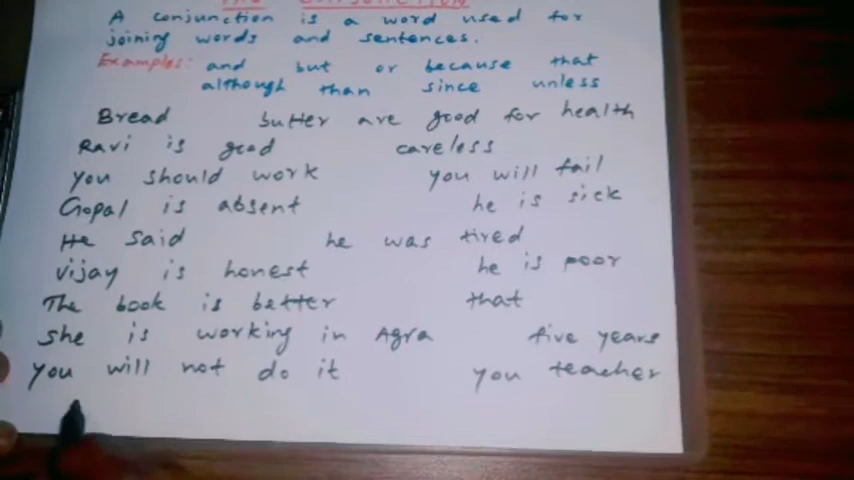 A conjunction is a word used for
joining words and sentences.
Examples: and but or because that
although than since unless
Bread butter are good for health
Ravi is good careless
you should work you will fail
Gopal is absent he is sick
He said he was tired
Vijay is honest he is poor
The book is better that
She is working in Agra five years
you will not do it you teacher